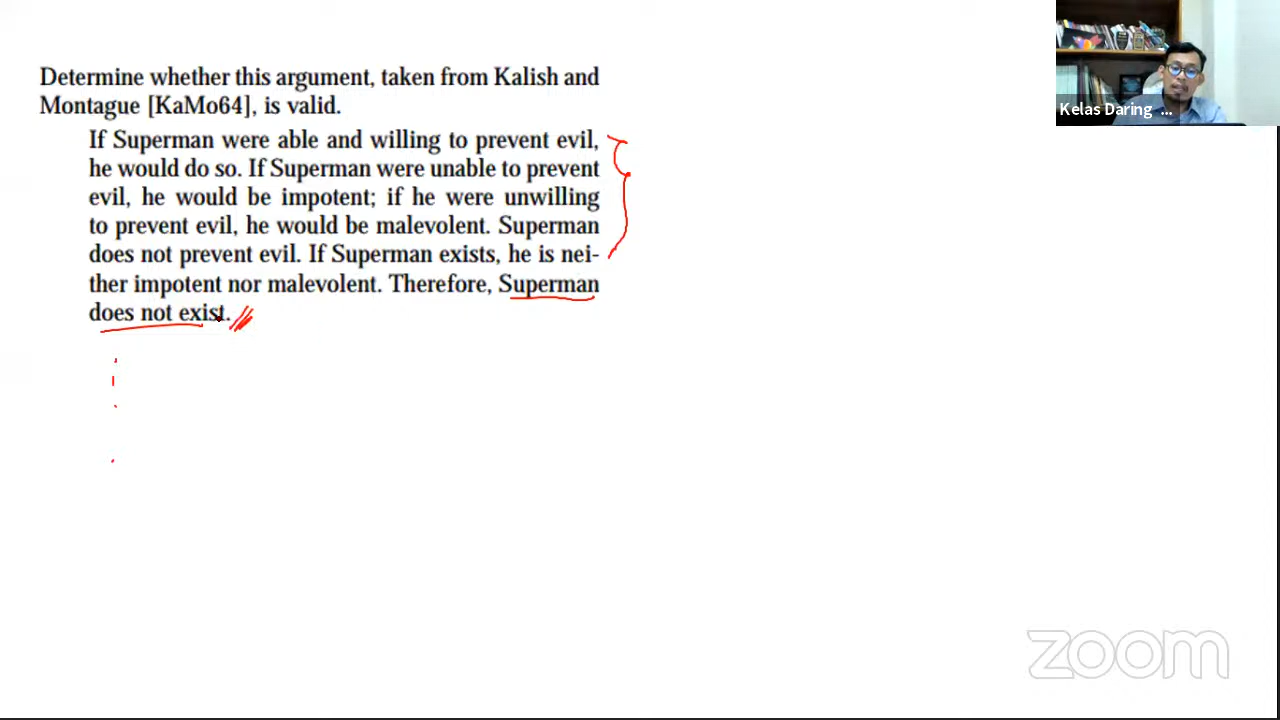 Determine whether this argument, taken from Kalish and
Montague [KaMo64], is valid.
If Superman were able and willing to prevent evil,
he would do so. If Superman were unable to prevent
evil, he would be impotent; if he were unwilling
to prevent evil, he would be malevolent. Superman
does not prevent evil. If Superman exists, he is nei-
ther impotent nor malevolent. Therefore, Superman
does not exist.
Kelas Daring ...
zoom